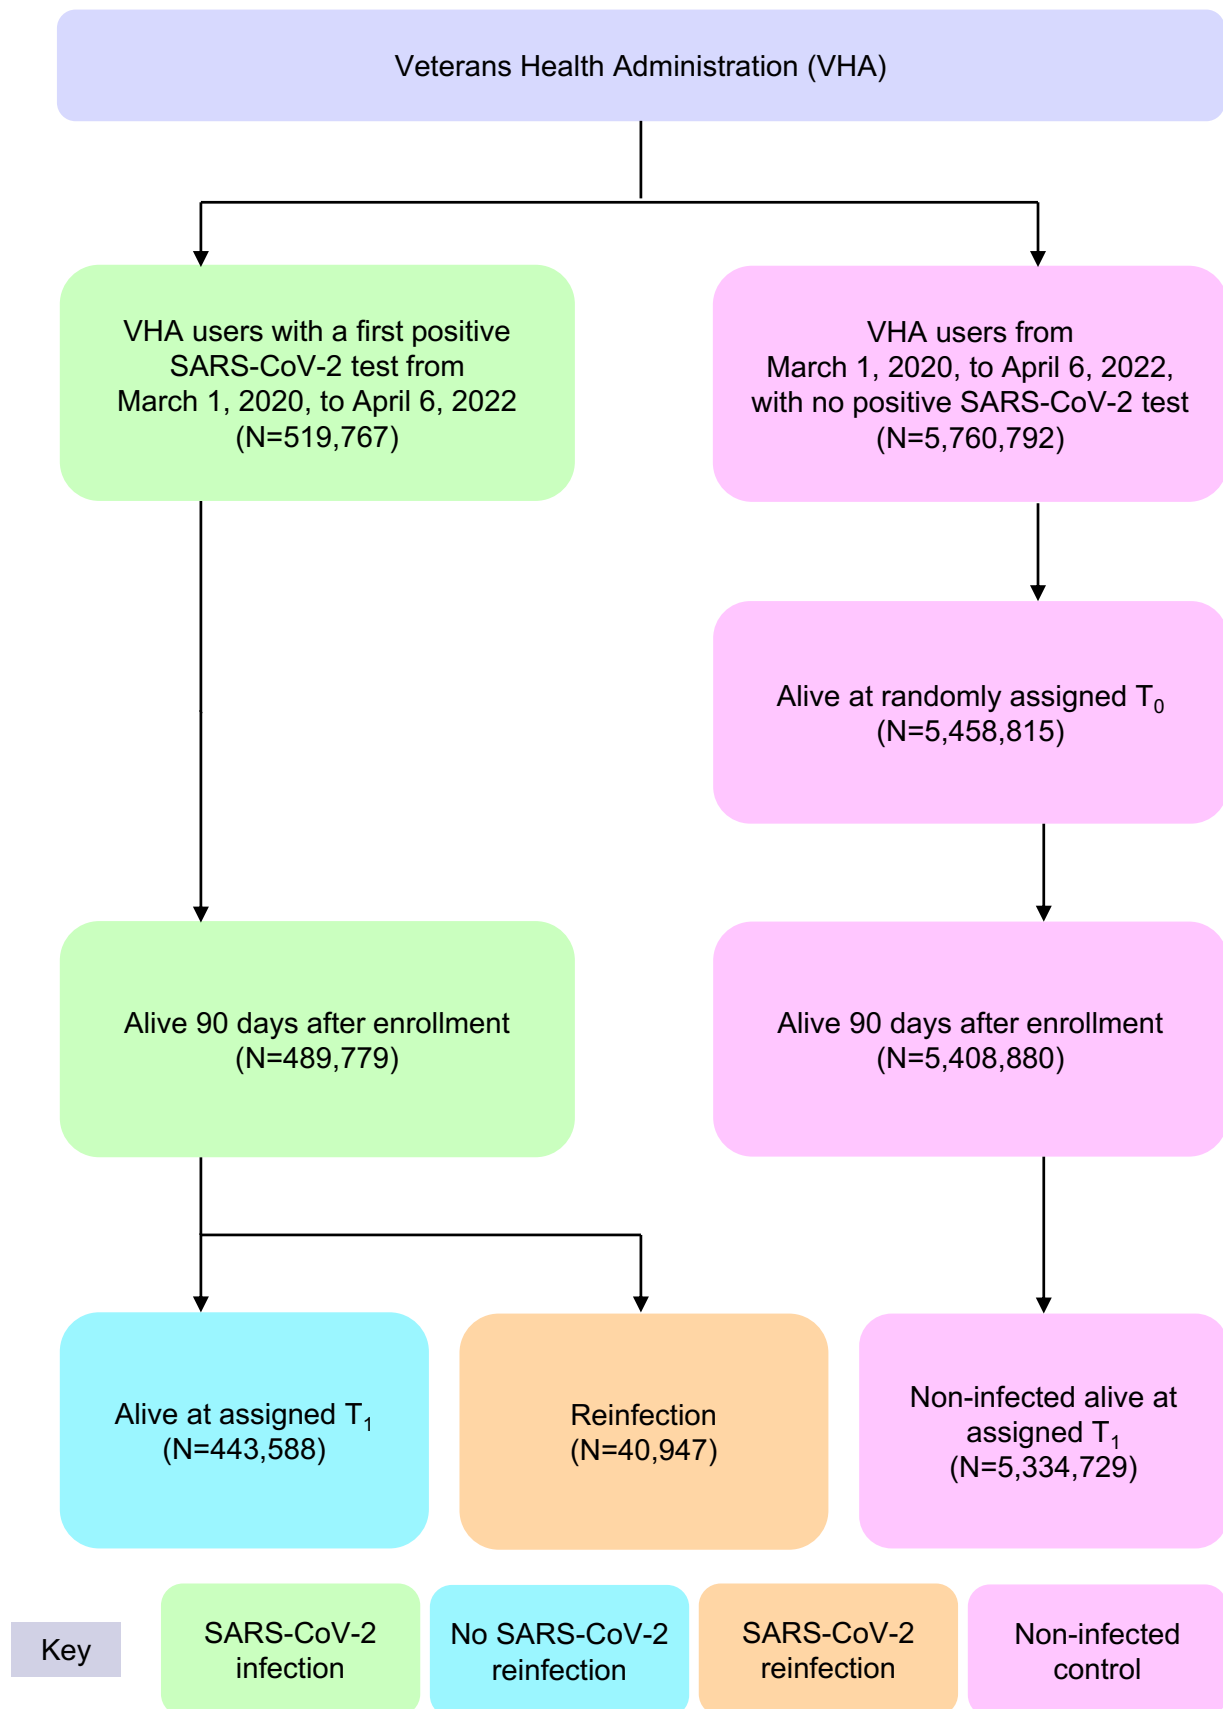 Veterans Health Administration (VHA)
VHA users with a first positive
SARS-CoV-2 test from
March 1, 2020, to April 6, 2022
(N=519,767)
VHA users from
March 1, 2020, to April 6, 2022,
with no positive SARS-CoV-2 test
(N=5,760,792)
Alive at randomly assigned T₀
(N=5,458,815)
Alive 90 days after enrollment
(N=489,779)
Alive 90 days after enrollment
(N=5,408,880)
Alive at assigned T₁
(N=443,588)
Reinfection
(N=40,947)
Non-infected alive at
assigned T₁
(N=5,334,729)
Key
SARS-CoV-2
infection
No SARS-CoV-2
reinfection
SARS-CoV-2
reinfection
Non-infected
control